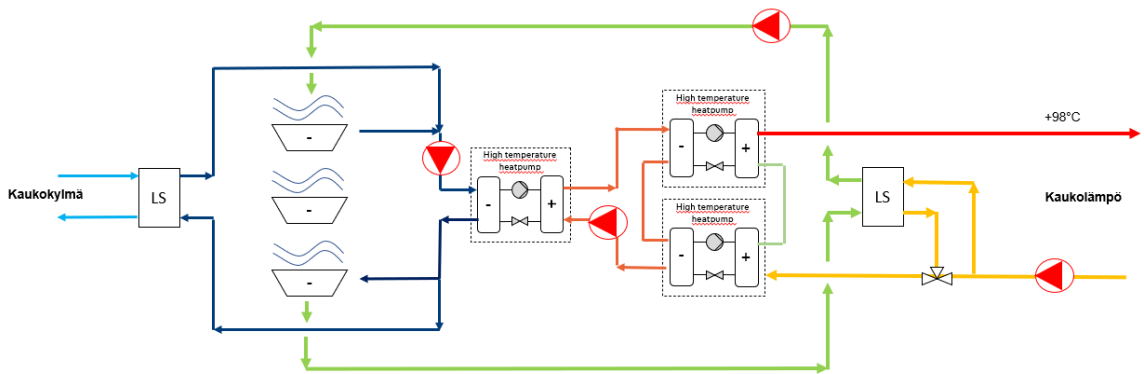 High temperature
heatpump
+98°C
High temperature
heatpump
-
+
-
Kaukokylmä
LS
-
-
+
LS
Kaukolämpö
High temperature
heatpump
-
+
-